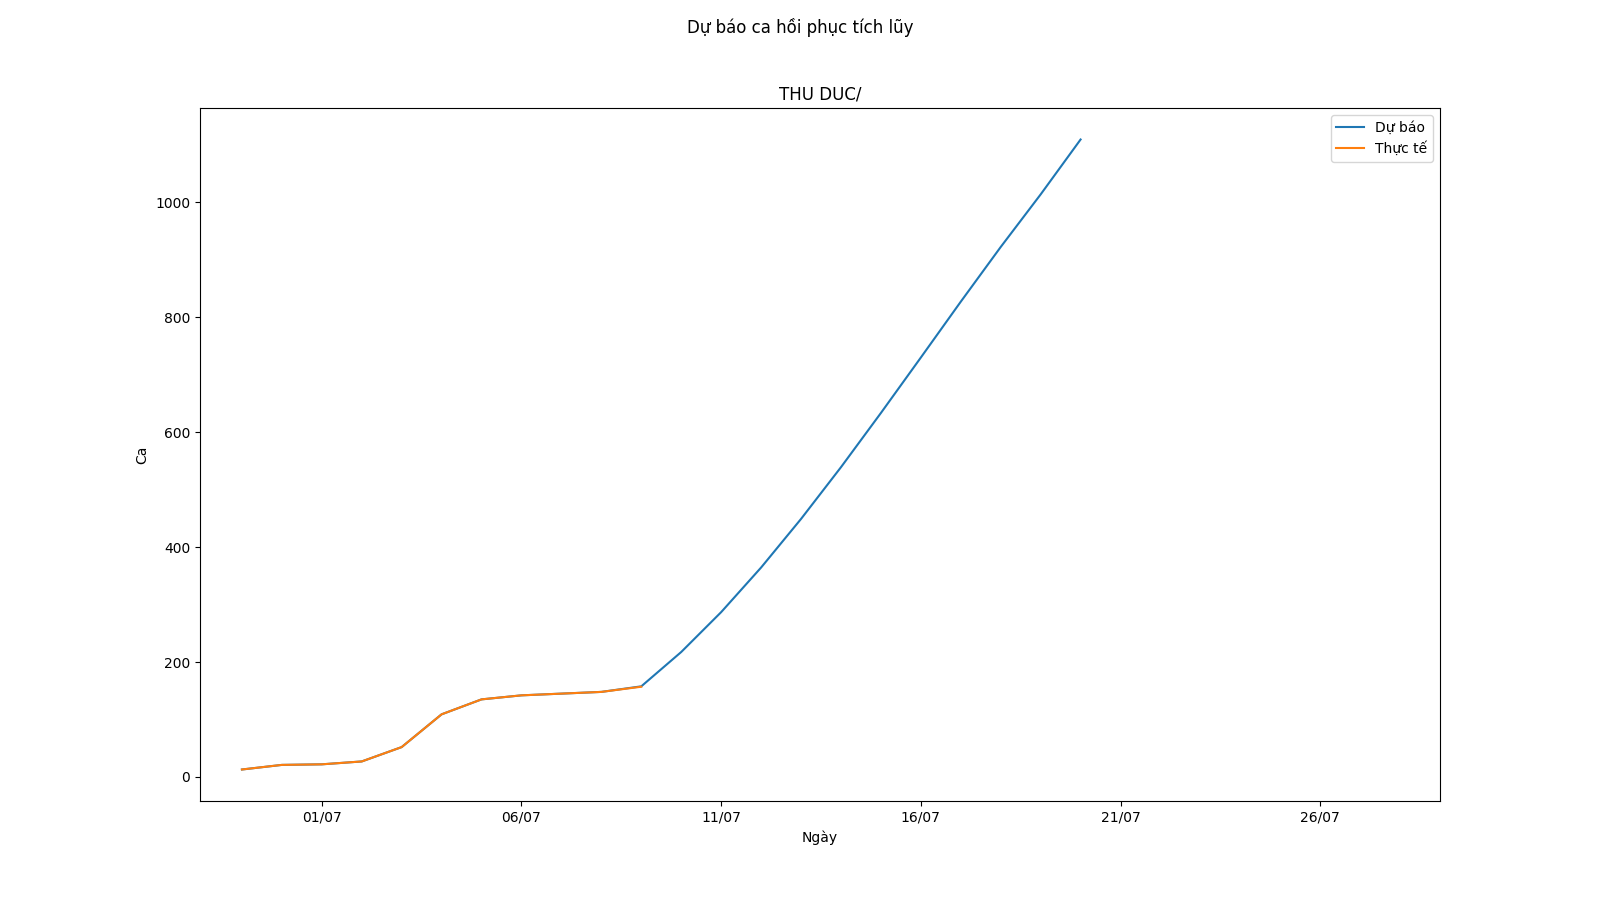 Dự báo ca hồi phục tích lũy
THU DUC/
Dự báo
Thực tế
1000
800
600
400
200
0
Ca
01/07
06/07
11/07
16/07
21/07
26/07
Ngày